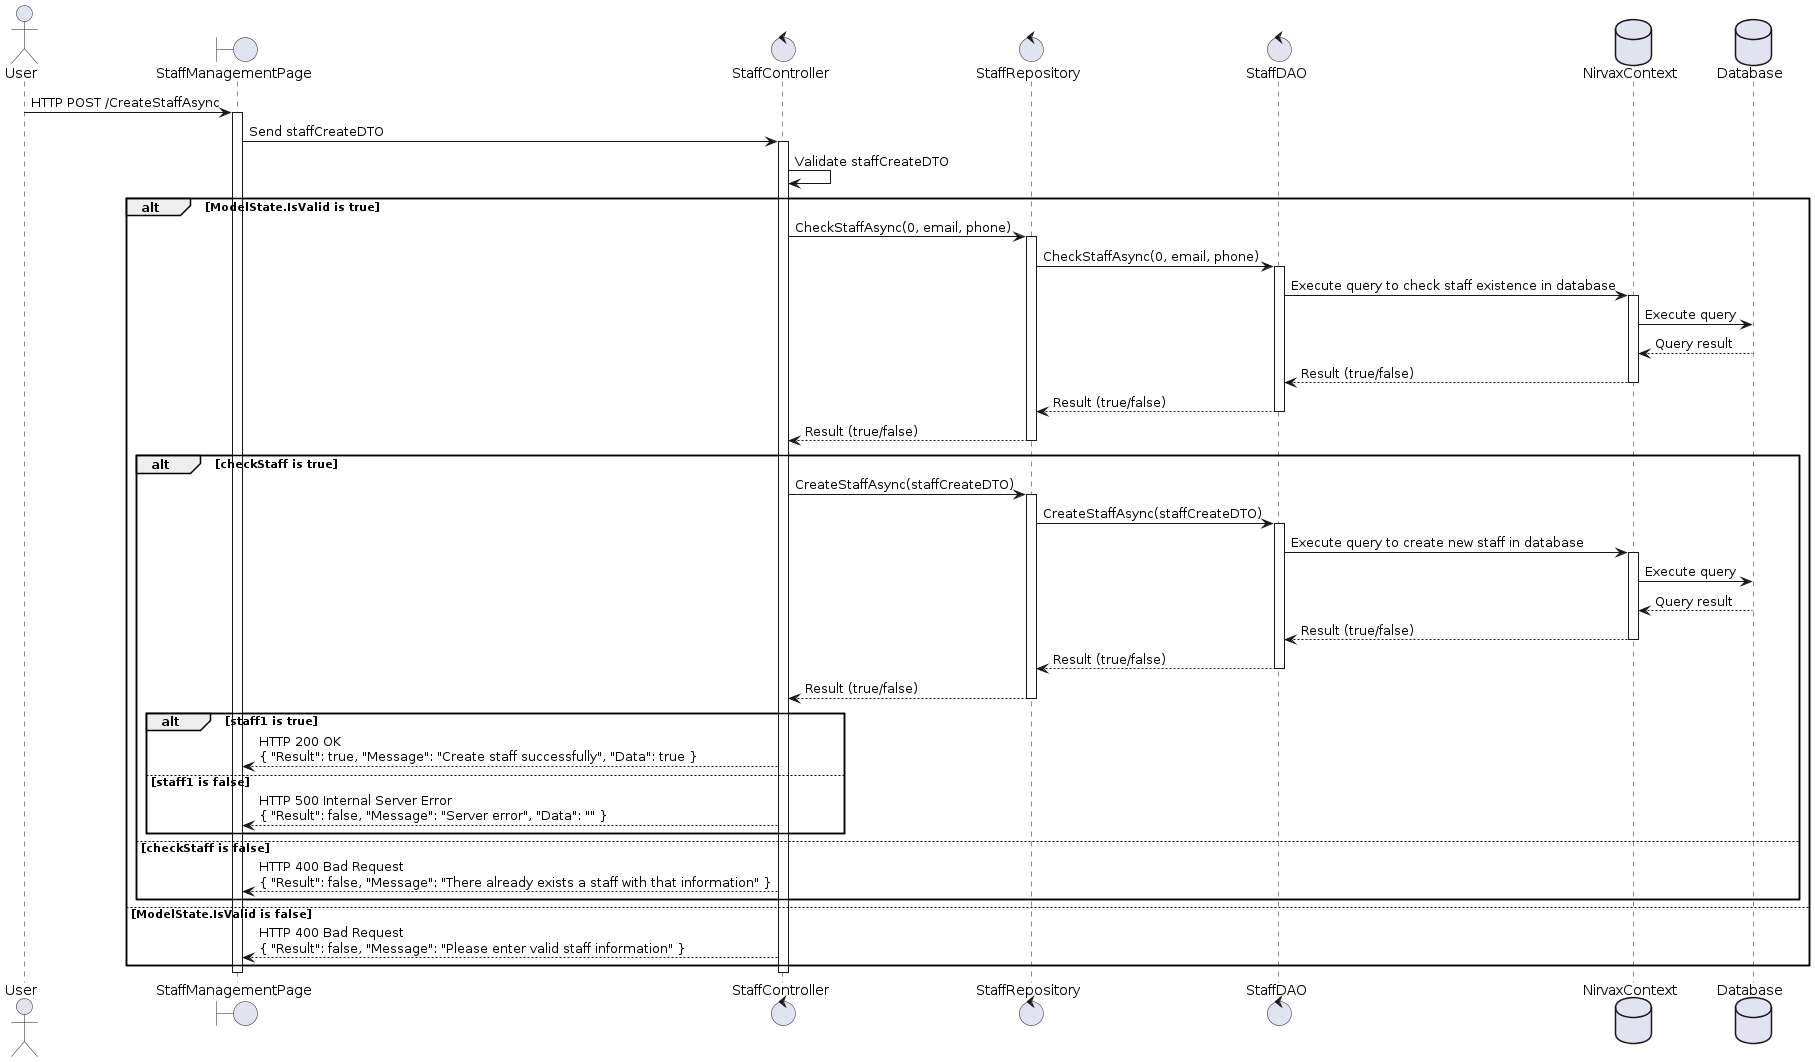 User
StaffManagementPage
StaffController
StaffRepository
StaffDAO
NirvaxContext
Database
HTTP POST /CreateStaffAsync
Send staffCreateDTO
Validate staffCreateDTO
alt [ModelState.IsValid is true]
CheckStaffAsync(0, email, phone)
CheckStaffAsync(0, email, phone)
Execute query to check staff existence in database
Execute query
Query result
Result (true/false)
Result (true/false)
Result (true/false)
alt [checkStaff is true]
CreateStaffAsync(staffCreateDTO)
CreateStaffAsync(staffCreateDTO)
Execute query to create new staff in database
Execute query
Query result
Result (true/false)
Result (true/false)
Result (true/false)
alt [staff1 is true]
HTTP 200 OK
{ "Result": true, "Message": "Create staff successfully", "Data": true }
[staff1 is false]
HTTP 500 Internal Server Error
{ "Result": false, "Message": "Server error", "Data": "" }
[checkStaff is false]
HTTP 400 Bad Request
{ "Result": false, "Message": "There already exists a staff with that information" }
[ModelState.IsValid is false]
HTTP 400 Bad Request
{ "Result": false, "Message": "Please enter valid staff information" }
User
StaffManagementPage
StaffController
StaffRepository
StaffDAO
NirvaxContext
Database